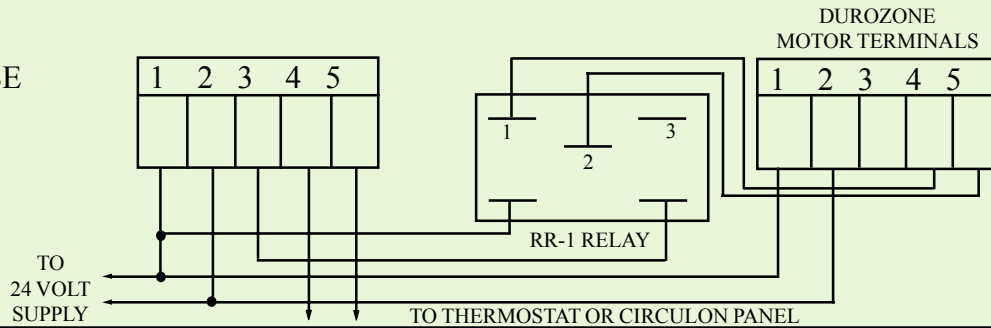 DUROZONE
MOTOR TERMINALS
1 2 3 4 5
1 2 3 4 5
1
3
2
RR-1 RELAY
TO
24 VOLT
SUPPLY
TO THERMOSTAT OR CIRCULON PANEL